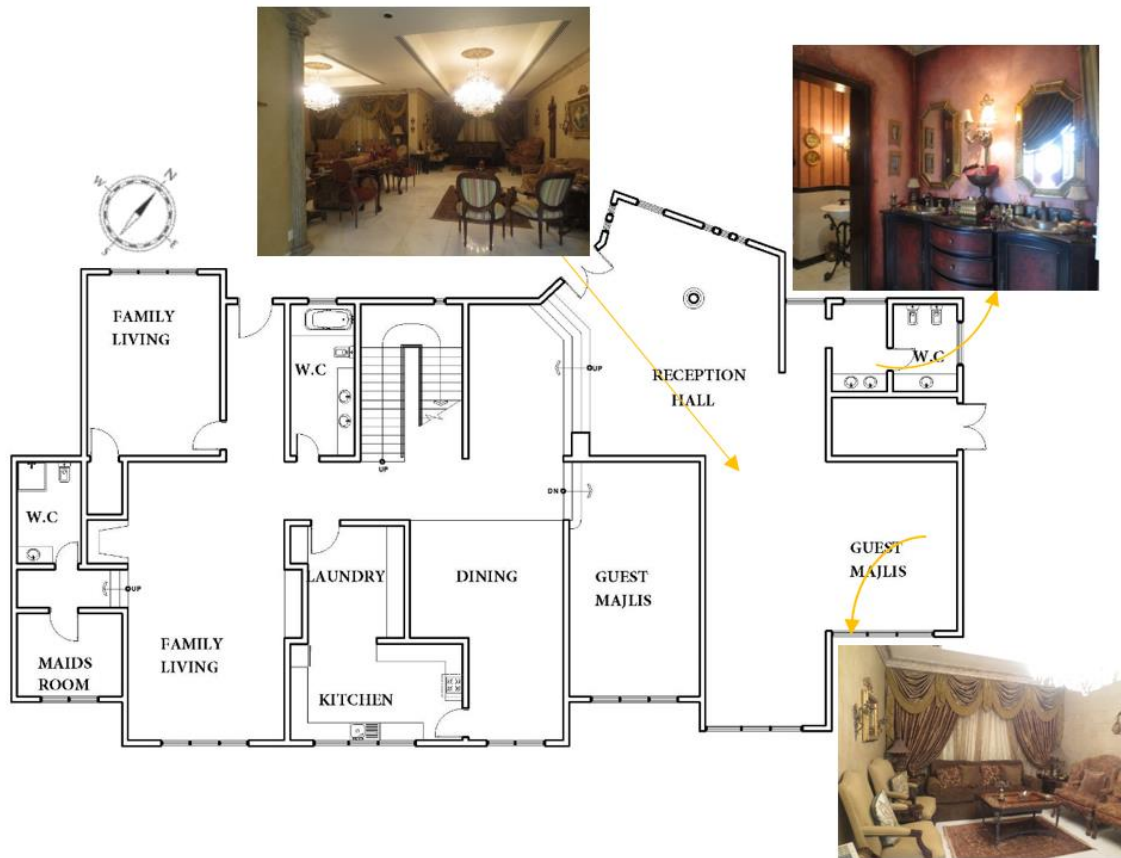 N
W
E
S
FAMILY
LIVING
W.C
UP
RECEPTION
HALL
W.C
UP
DN
W.C
LAUNDRY
DINING
GUEST
MAJLIS
GUEST
MAJLIS
UP
FAMILY
LIVING
MAIDS
ROOM
KITCHEN